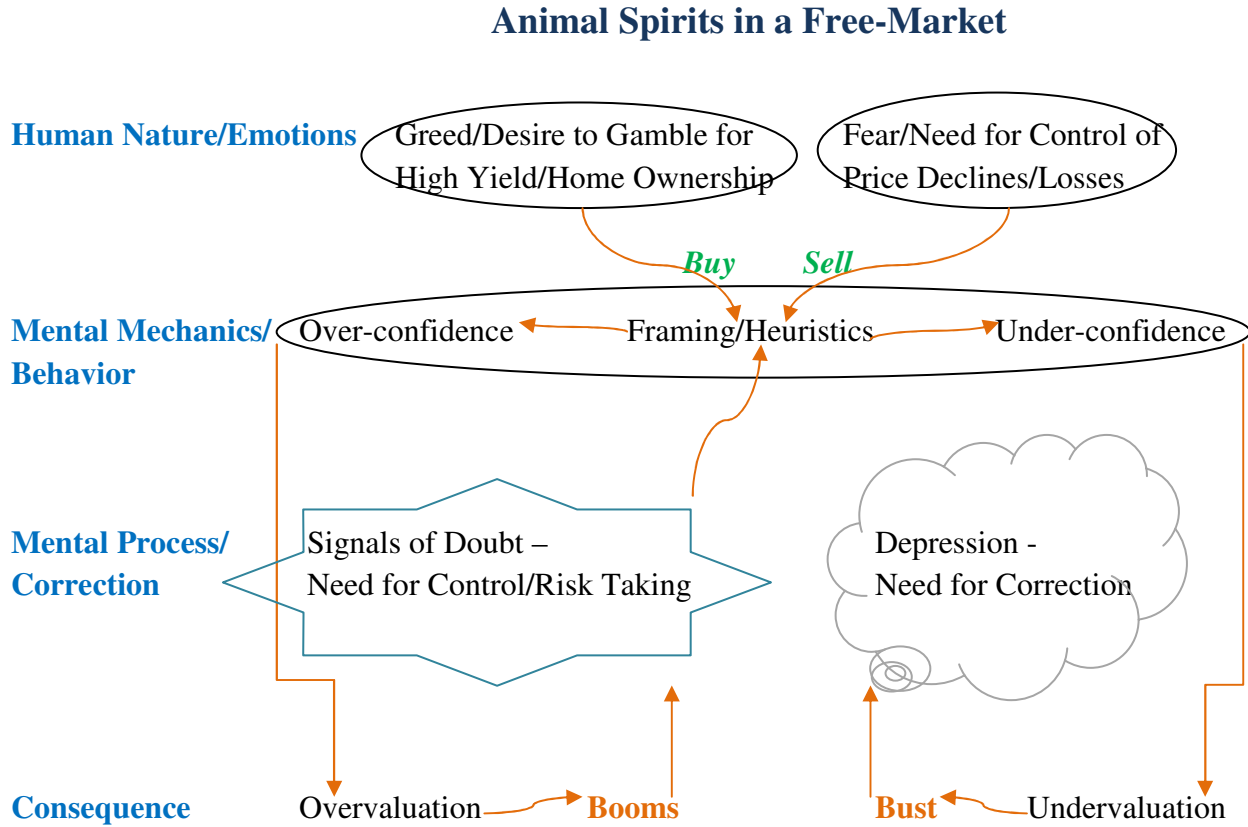 Animal Spirits in a Free-Market
Human Nature/Emotions
Greed/Desire to Gamble for
High Yield/Home Ownership
Fear/Need for Control of
Price Declines/Losses
Buy
Sell
Mental Mechanics/
Behavior
Over-confidence
Framing/Heuristics
Under-confidence
Mental Process/
Correction
Signals of Doubt –
Need for Control/Risk Taking
Depression -
Need for Correction
Consequence
Overvaluation
Booms
Bust
Undervaluation